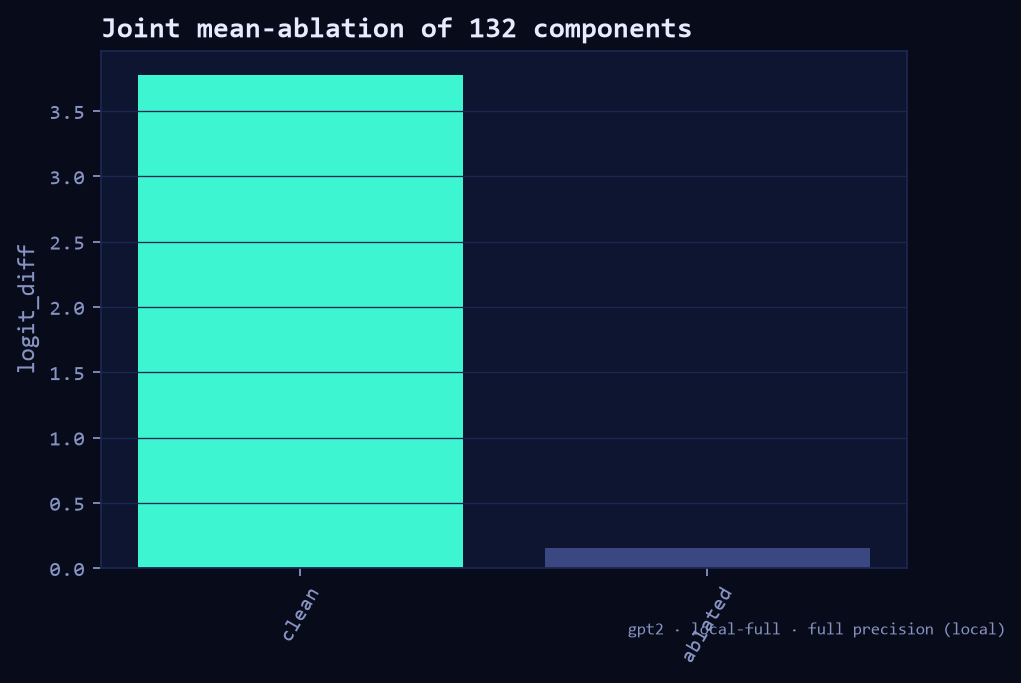 Joint mean-ablation of 132 components
logit_diff
3.5
3.0
2.5
2.0
1.5
1.0
0.5
0.0
clean
ablated
gpt2 · local-full · full precision (local)